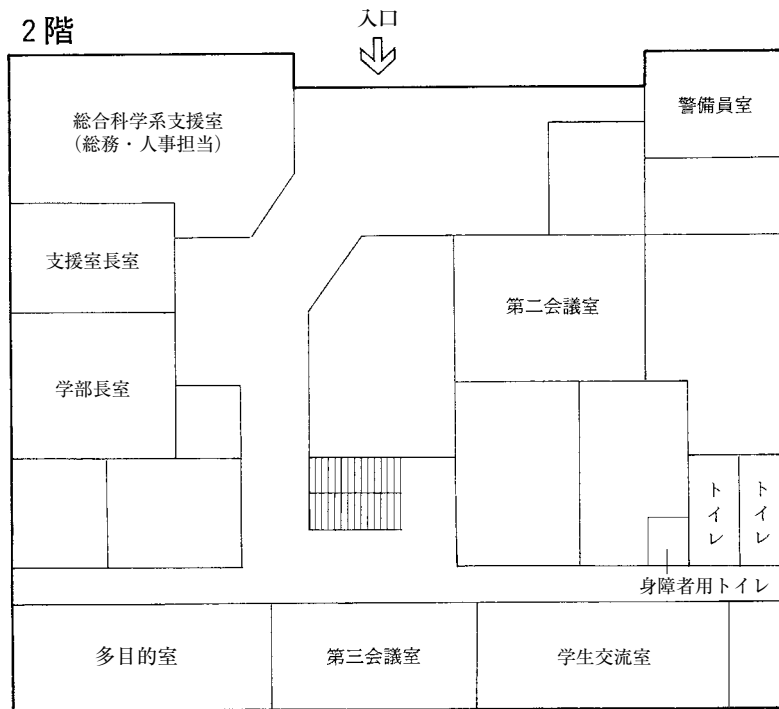 2階
入口
総合科学系支援室
(総務・人事担当)
警備員室
支援室長室
第二会議室
学部長室
トイレ
トイレ
身障者用トイレ
多目的室
第三会議室
学生交流室